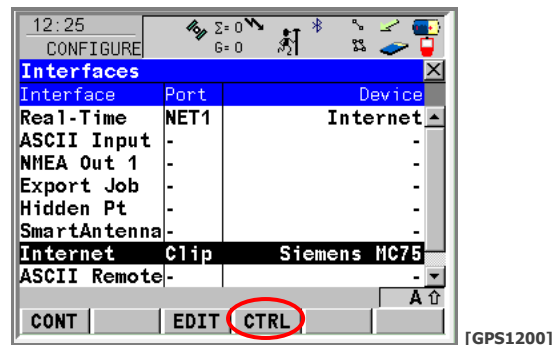 12:25
CONFIGURE
Σ= 0
G= 0
Interfaces
Interface Port Device
Real-Time NET1 Internet
ASCII Input - -
NMEA Out 1 - -
Export Job - -
Hidden Pt - -
SmartAntenna - -
Internet Clip Siemens MC75
ASCII Remote - -
A
CONT EDIT CTRL
[GPS1200]